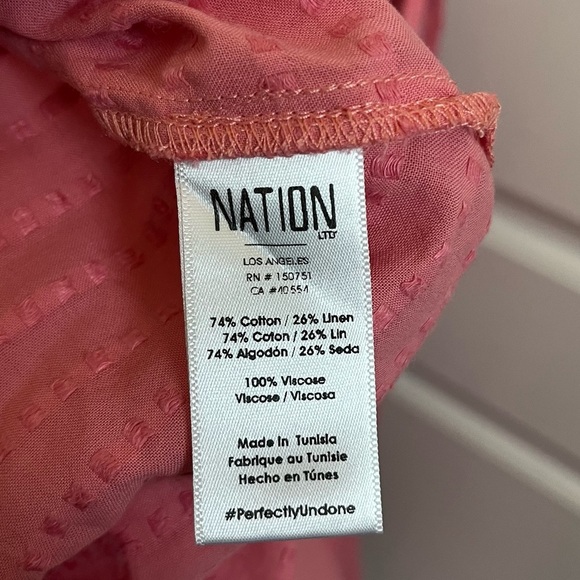 NATION
LTD
LOS ANGELES
RN # 150751
CA #40554
74% Cotton / 26% Linen
74% Coton / 26% Lin
74% Algodón / 26% Seda
100% Viscose
Viscose / Viscosa
Made in Tunisia
Fabrique au Tunisie
Hecho en Túnes
#PerfectlyUndone